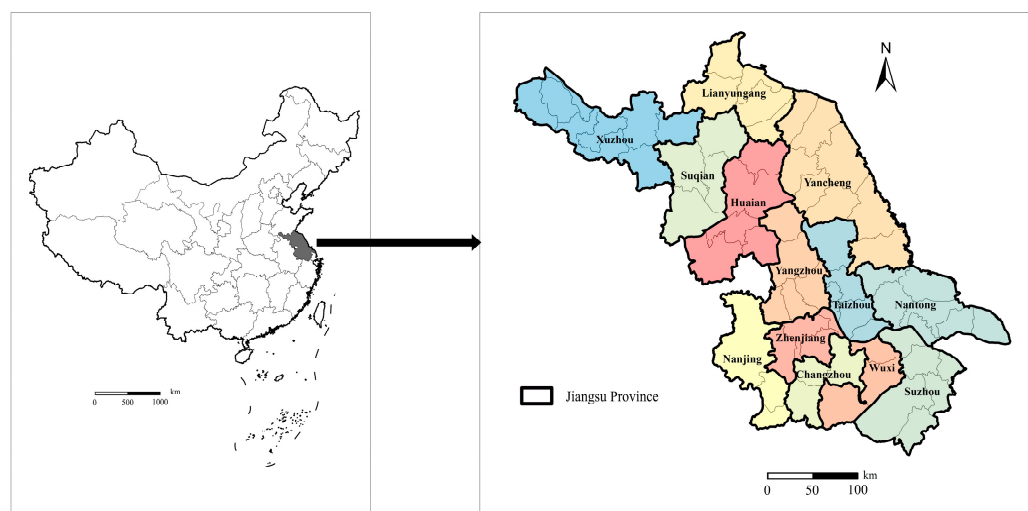 km
0 500 1000
N
Lianyungang
Xuzhou
Suqian
Yancheng
Huaian
Yangzhou
Taizhou
Nantong
Zhenjiang
Nanjing
Changzhou
Wuxi
Suzhou
Jiangsu Province
km
0 50 100